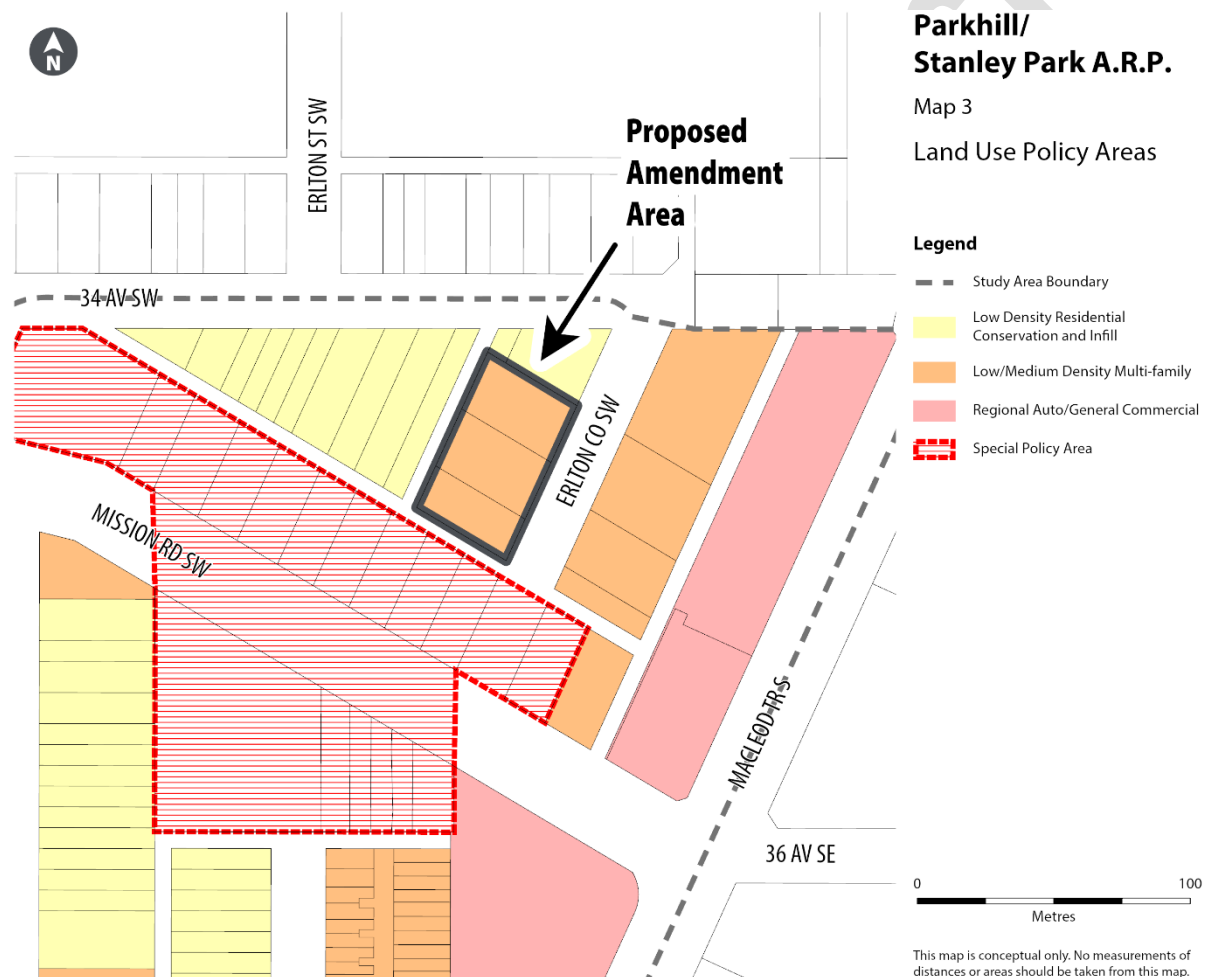 Parkhill/
Stanley Park A.R.P.
Map 3
Land Use Policy Areas
N
ERLTON ST SW
Proposed
Amendment
Area
34 AV SW
ERLTON CO SW
MISSION RD SW
MACLEOD TR S
36 AV SE
Legend
Study Area Boundary
Low Density Residential
Conservation and Infill
Low/Medium Density Multi-family
Regional Auto/General Commercial
Special Policy Area
0 100
Metres
This map is conceptual only. No measurements of
distances or areas should be taken from this map.